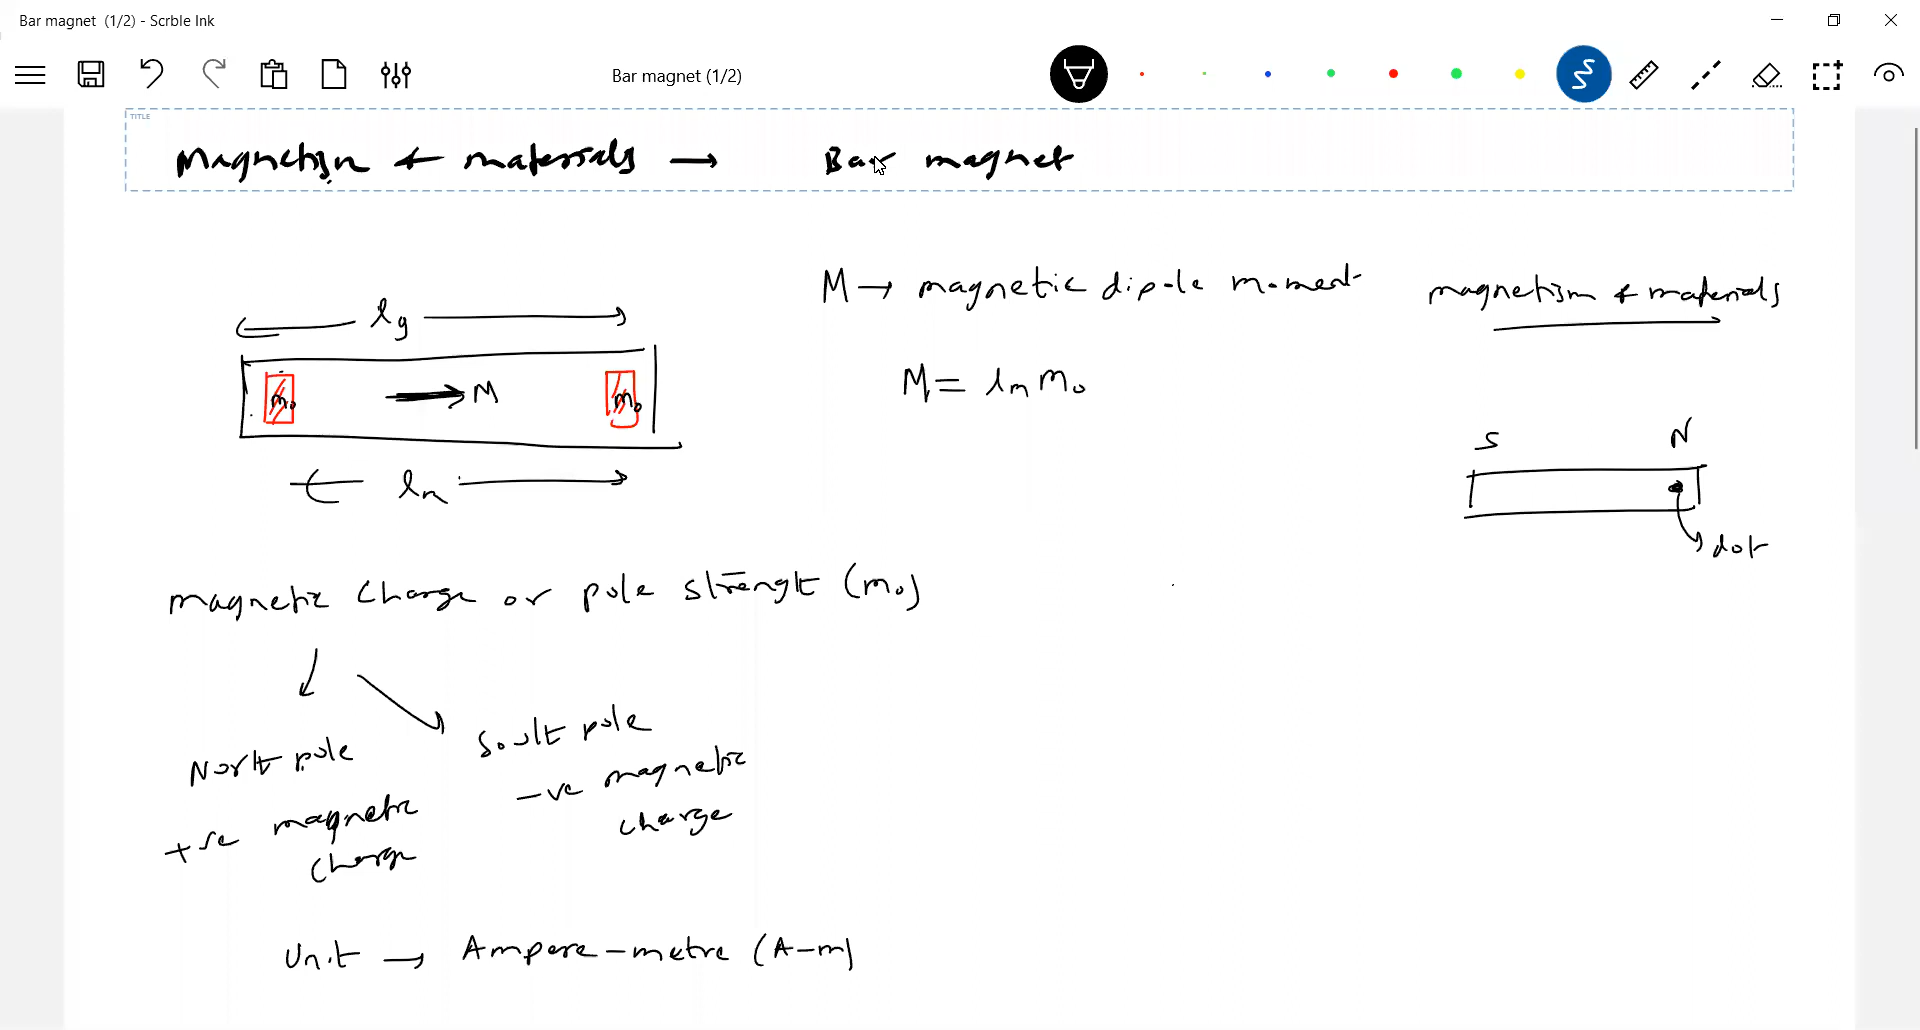 Bar magnet (1/2) - Scrble Ink
Bar magnet (1/2)
TITLE
Magnetism & materials → Bar magnet
M → magnetic dipole moment
magnetism & materials
lg
M = lm m₀
m₀ → M m₀
S N
lm
dot
magnetic charge or pole strength (m₀)
North pole
South pole
+ve magnetic charge
-ve magnetic charge
Unit → Ampere-metre (A-m)